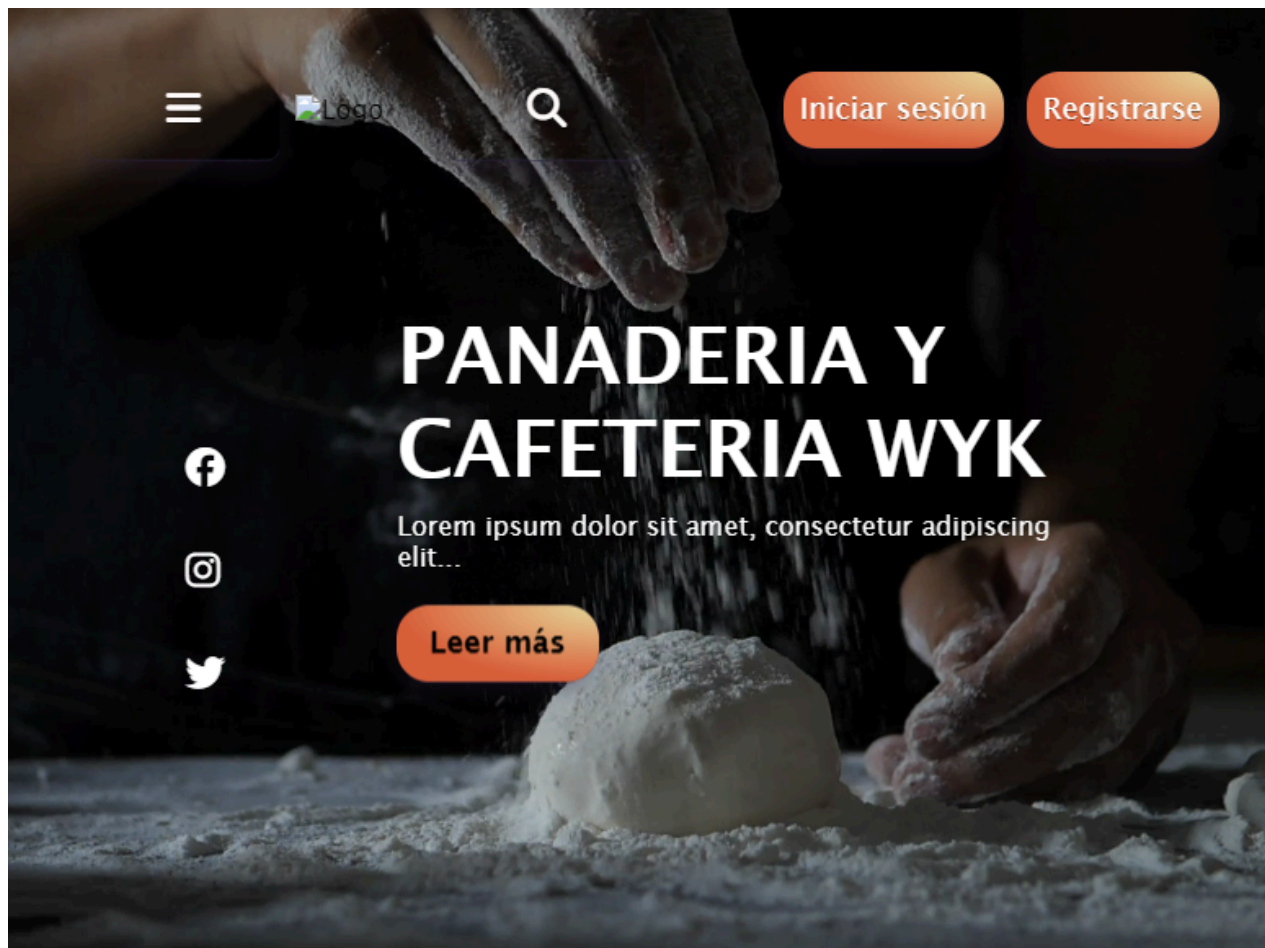 Logo
Iniciar sesión
Registrarse
PANADERIA Y
CAFETERIA WYK
Lorem ipsum dolor sit amet, consectetur adipiscing
elit...
Leer más